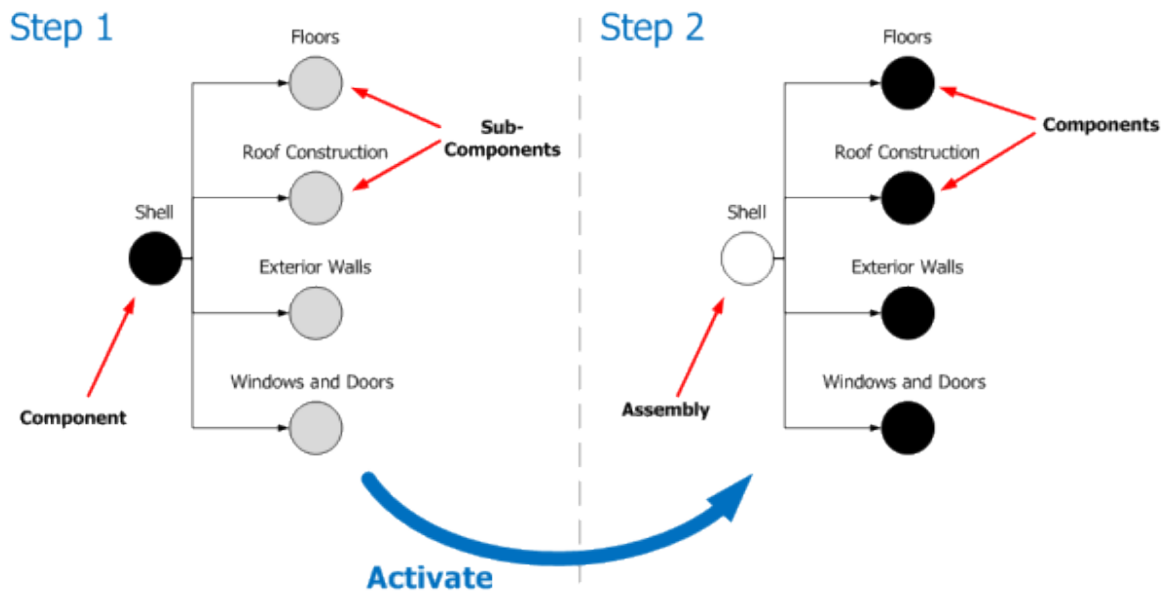 Step 1
Floors
Sub-
Components
Roof Construction
Shell
Exterior Walls
Windows and Doors
Component
Step 2
Floors
Components
Roof Construction
Shell
Exterior Walls
Windows and Doors
Assembly
Activate